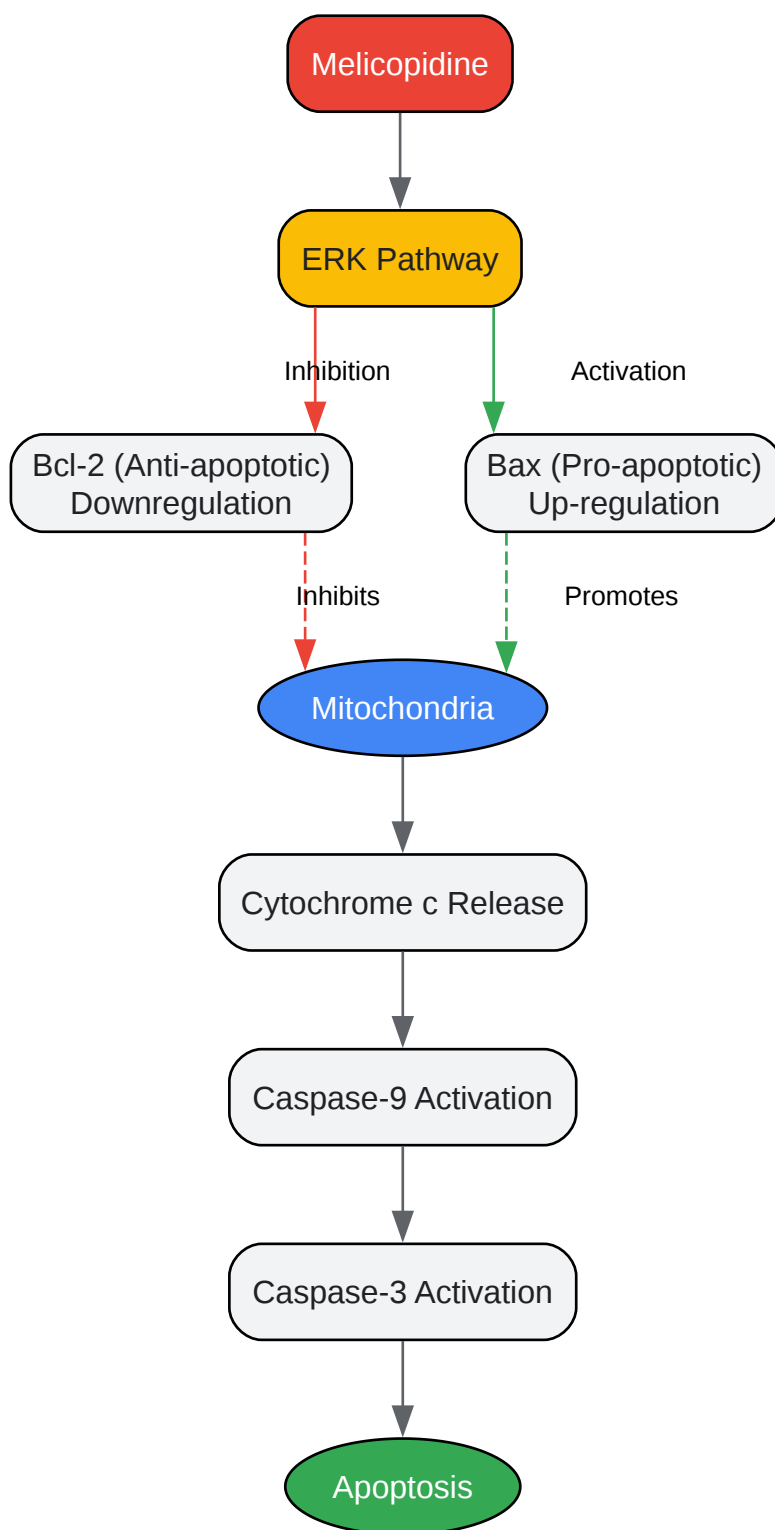 Melicopidine
ERK Pathway
Inhibition
Activation
Bcl-2 (Anti-apoptotic)
Downregulation
Bax (Pro-apoptotic)
Up-regulation
Inhibits
Promotes
Mitochondria
Cytochrome c Release
Caspase-9 Activation
Caspase-3 Activation
Apoptosis